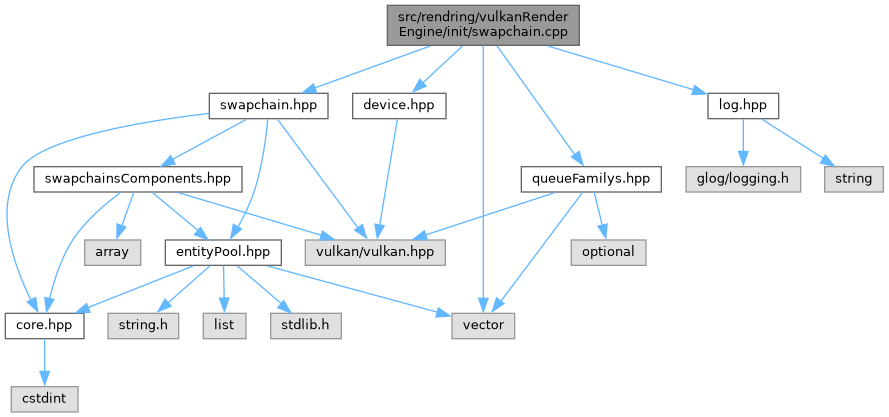 src/rendring/vulkanRender
Engine/init/swapchain.cpp
swapchain.hpp
device.hpp
log.hpp
swapchainsComponents.hpp
queueFamilys.hpp
glog/logging.h
string
array
entityPool.hpp
vulkan/vulkan.hpp
optional
core.hpp
string.h
list
stdlib.h
vector
cstdint